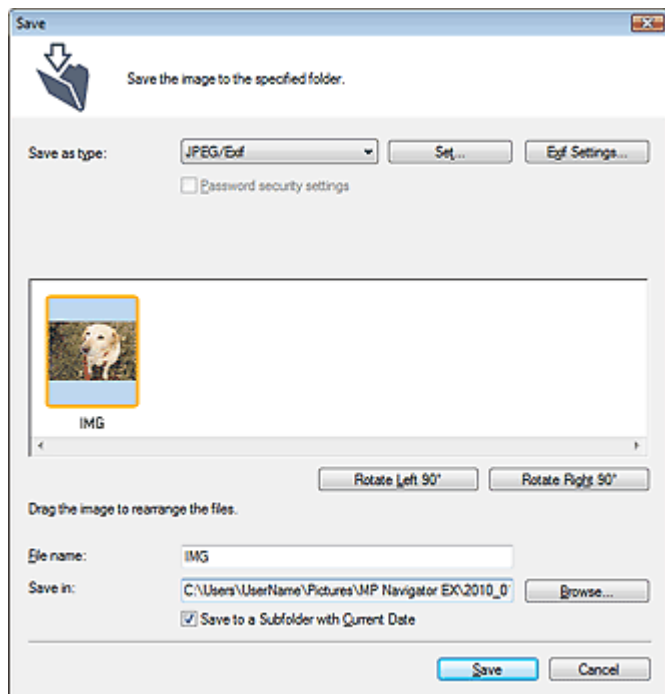 Save
Save the image to the specified folder.
Save as type: JPEG/Exif Set... Exif Settings...
Password security settings
IMG
Rotate Left 90° Rotate Right 90°
Drag the image to rearrange the files.
File name: IMG
Save in: C:\Users\UserName\Pictures\MP Navigator EX\2010_0 Browse...
Save to a Subfolder with Current Date
Save Cancel